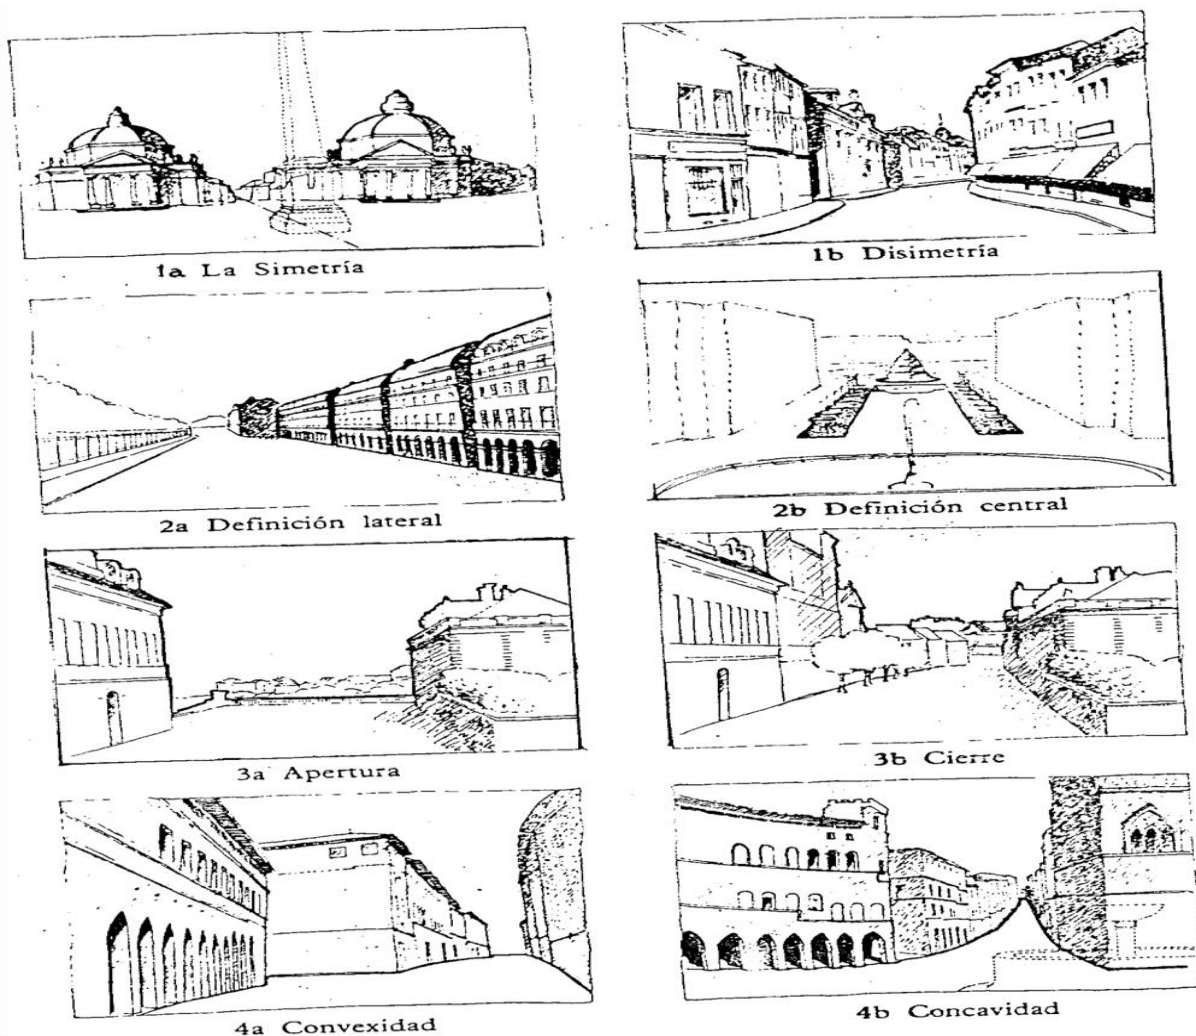 1a La Simetría
1b Disimetría
2a Definición lateral
2b Definición central
3a Apertura
3b Cierre
4a Convexidad
4b Concavidad